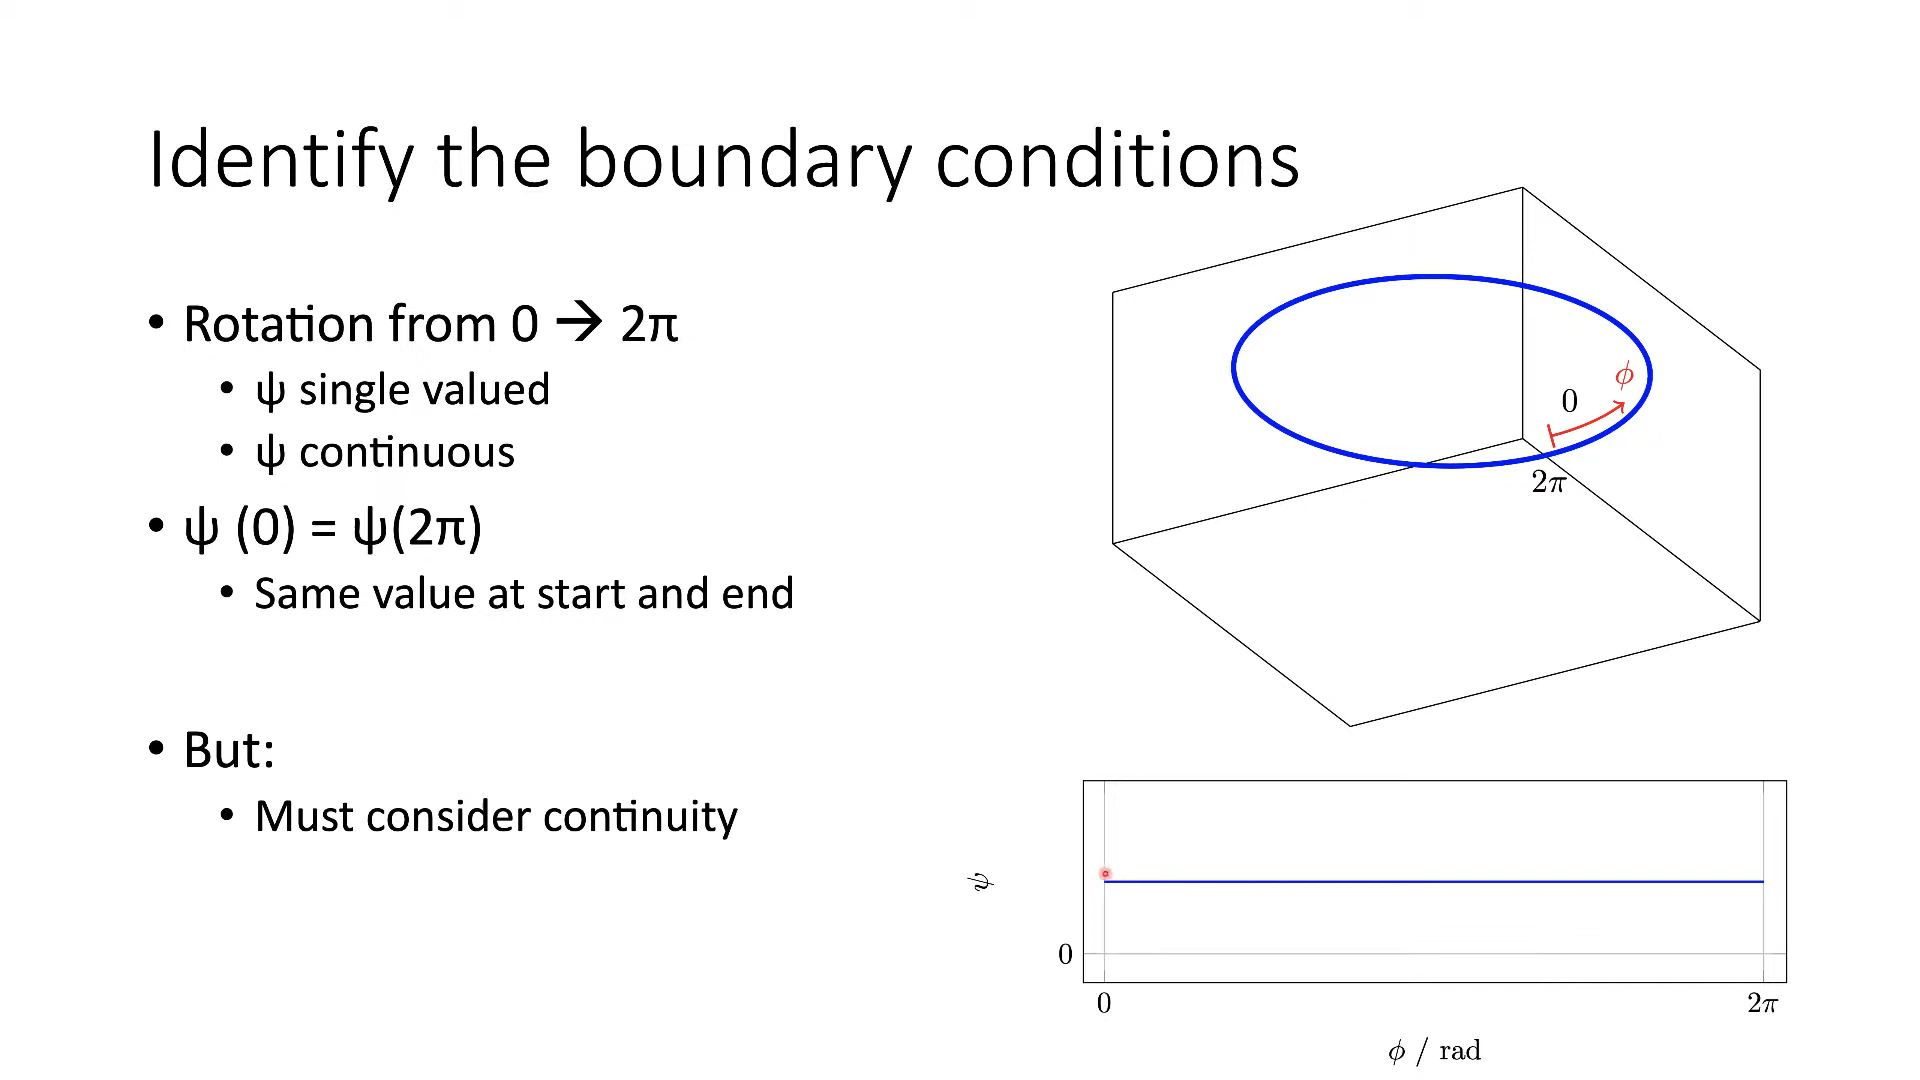 Identify the boundary conditions
• Rotation from 0 → 2π
• ψ single valued
• ψ continuous
• ψ (0) = ψ(2π)
• Same value at start and end
• But:
• Must consider continuity
ϕ
0
2π
ψ
0
0
2π
ϕ / rad